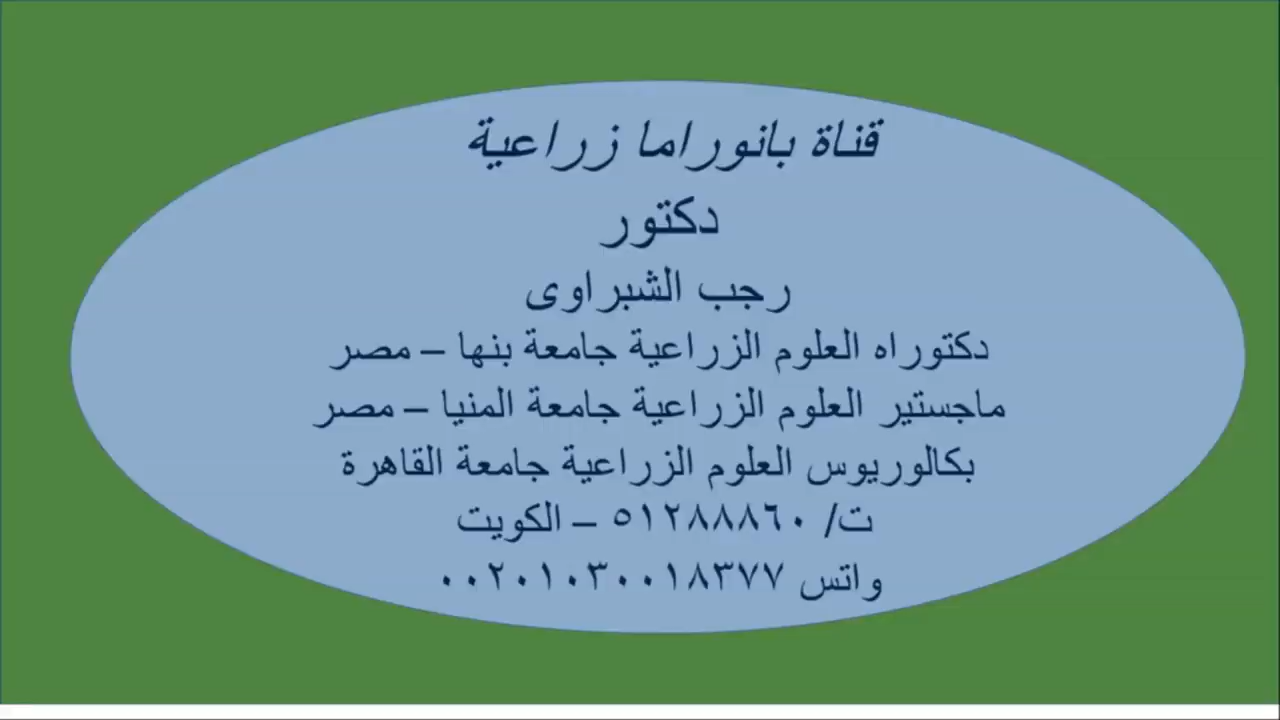 قناة بانوراما زراعية
دكتور
رجب الشبراوى
دكتوراه العلوم الزراعية جامعة بنها – مصر
ماجستير العلوم الزراعية جامعة المنيا – مصر
بكالوريوس العلوم الزراعية جامعة القاهرة
ت/ ٥١٢٨٨٨٦٠ – الكويت
واتس ٠٠٢٠١٠٣٠٠١٨٣٧٧